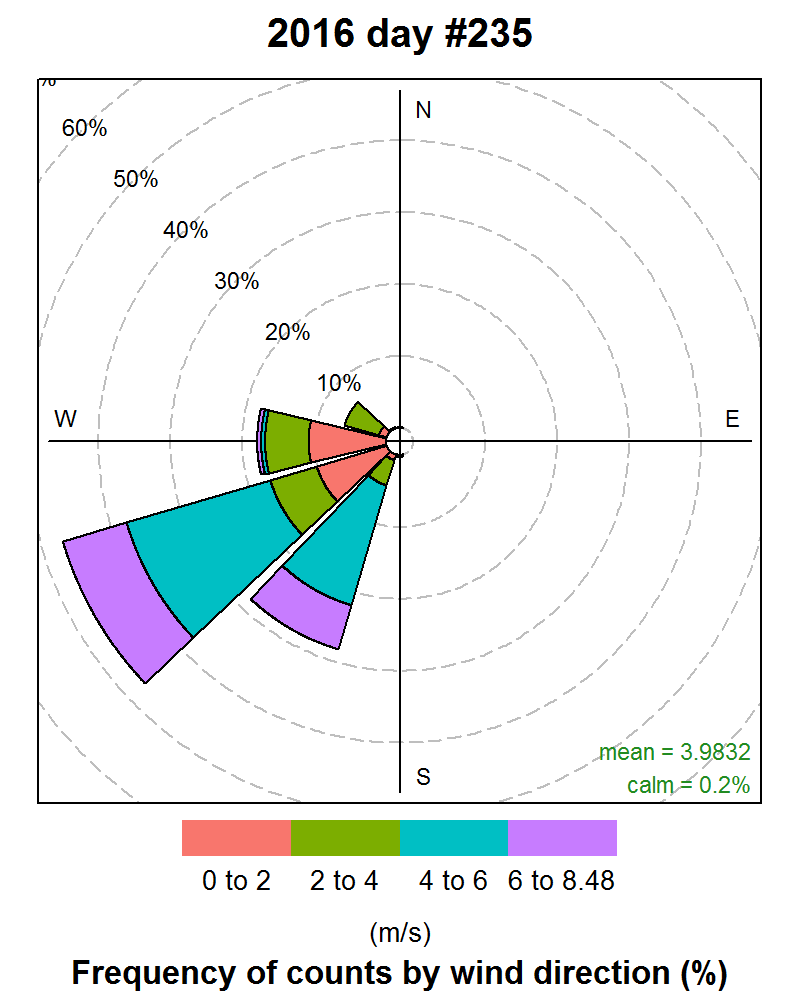 2016 day #235
%
60%
50%
40%
30%
20%
10%
N
W
E
S
mean = 3.9832
calm = 0.2%
0 to 2 2 to 4 4 to 6 6 to 8.48
(m/s)
Frequency of counts by wind direction (%)